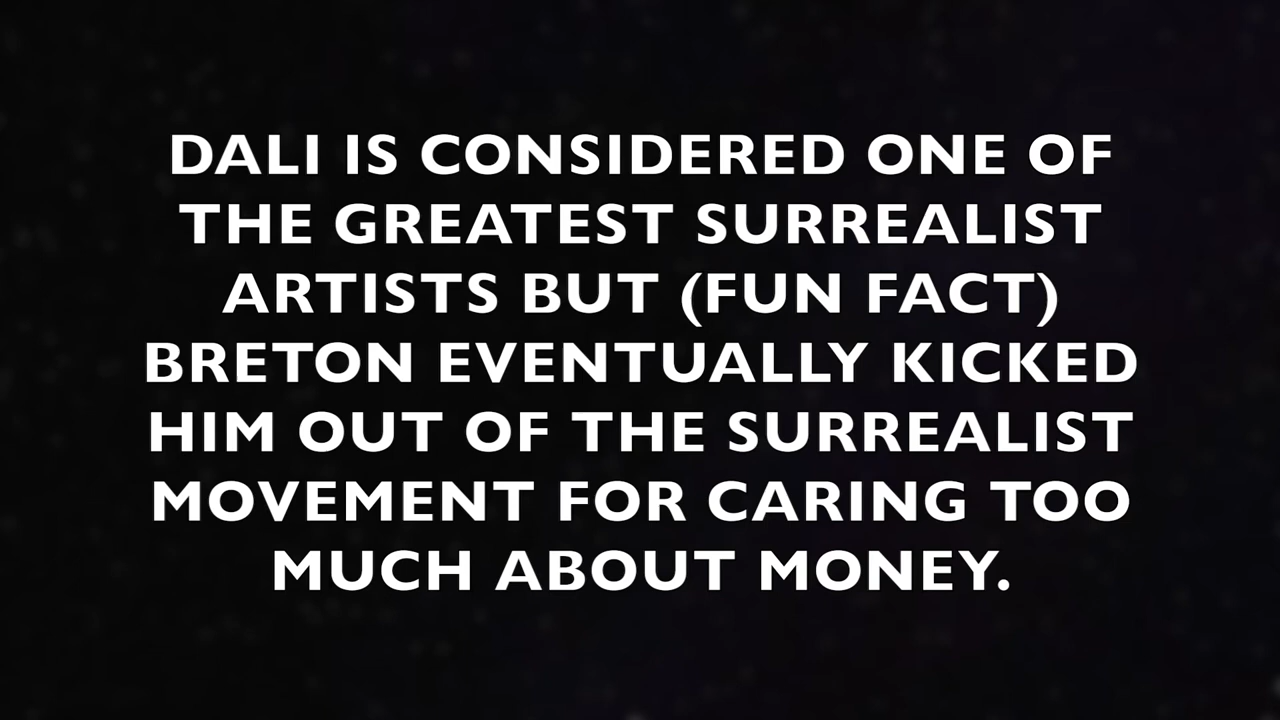 DALI IS CONSIDERED ONE OF
THE GREATEST SURREALIST
ARTISTS BUT (FUN FACT)
BRETON EVENTUALLY KICKED
HIM OUT OF THE SURREALIST
MOVEMENT FOR CARING TOO
MUCH ABOUT MONEY.